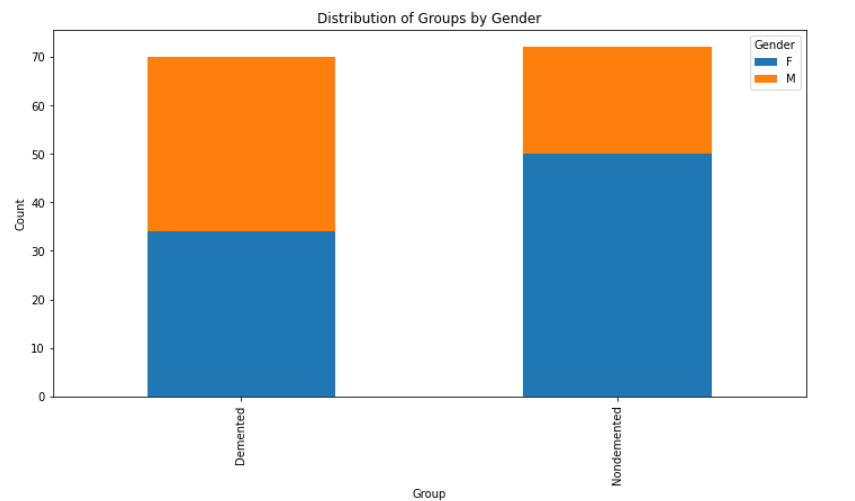 Distribution of Groups by Gender
Gender
F
M
Count
70
60
50
40
30
20
10
0
Demented
Nondemented
Group